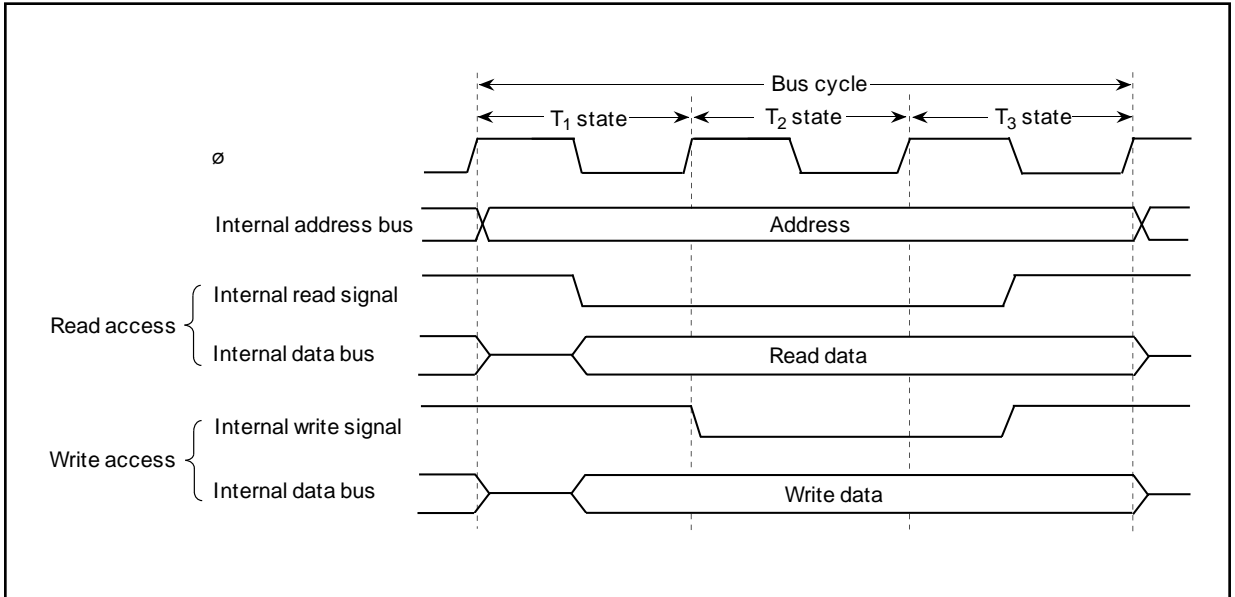 Bus cycle
T₁ state
T₂ state
T₃ state
ø
Internal address bus
Address
Read access
Internal read signal
Internal data bus
Read data
Write access
Internal write signal
Internal data bus
Write data